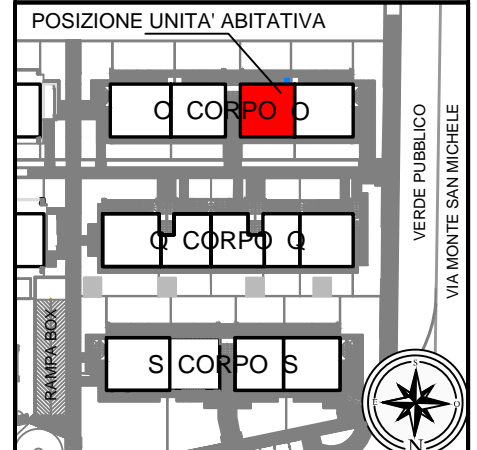 POSIZIONE UNITA' ABITATIVA
O CORPO O
VERDE PUBBLICO
VIA MONTE SAN MICHELE
Q CORPO Q
RAMPA BOX
S CORPO S
S
E
O
N